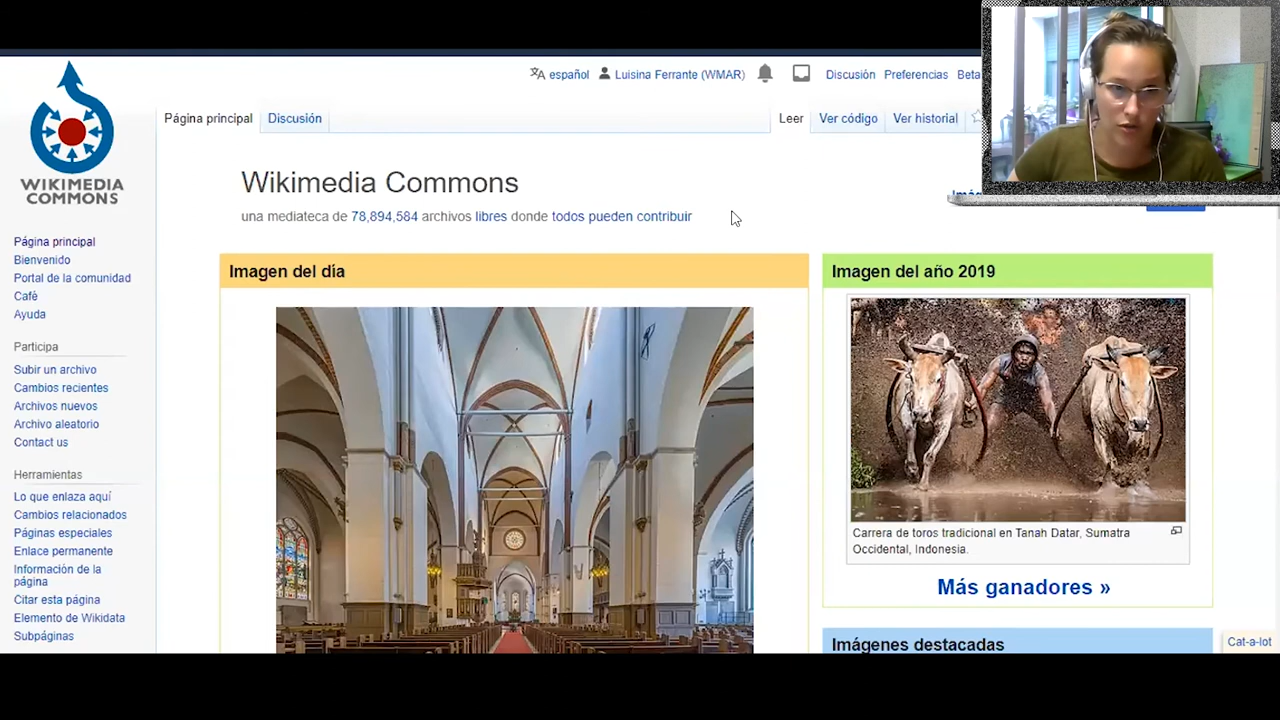 español
Luisina Ferrante (WMAR)
Discusión
Preferencias
Beta
Página principal
Discusión
Leer
Ver código
Ver historial
WIKIMEDIA
COMMONS
Wikimedia Commons
una mediateca de 78,894,584 archivos libres donde todos pueden contribuir
Página principal
Bienvenido
Portal de la comunidad
Café
Ayuda
Participa
Subir un archivo
Cambios recientes
Archivos nuevos
Archivo aleatorio
Contact us
Herramientas
Lo que enlaza aquí
Cambios relacionados
Páginas especiales
Enlace permanente
Información de la
página
Citar esta página
Elemento de Wikidata
Subpáginas
Imagen del día
Imagen del año 2019
Carrera de toros tradicional en Tanah Datar, Sumatra
Occidental, Indonesia.
Más ganadores »
Imágenes destacadas
Cat-a-lot